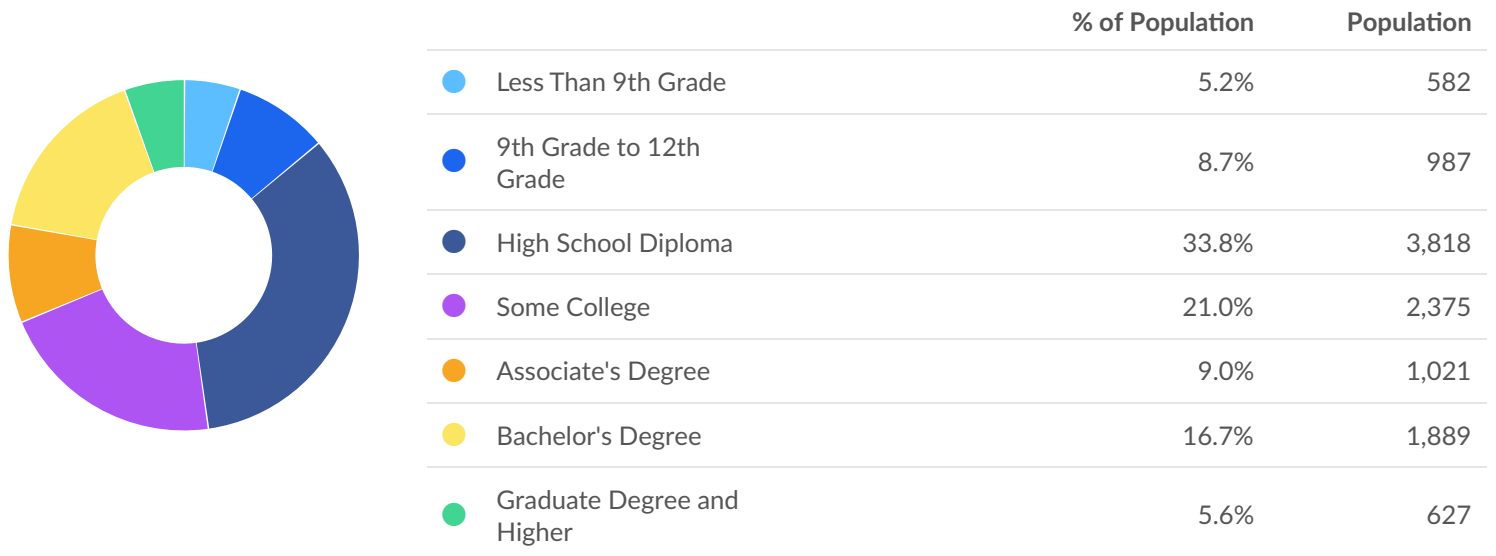 % of Population Population
Less Than 9th Grade 5.2% 582
9th Grade to 12th
Grade 8.7% 987
High School Diploma 33.8% 3,818
Some College 21.0% 2,375
Associate's Degree 9.0% 1,021
Bachelor's Degree 16.7% 1,889
Graduate Degree and
Higher 5.6% 627